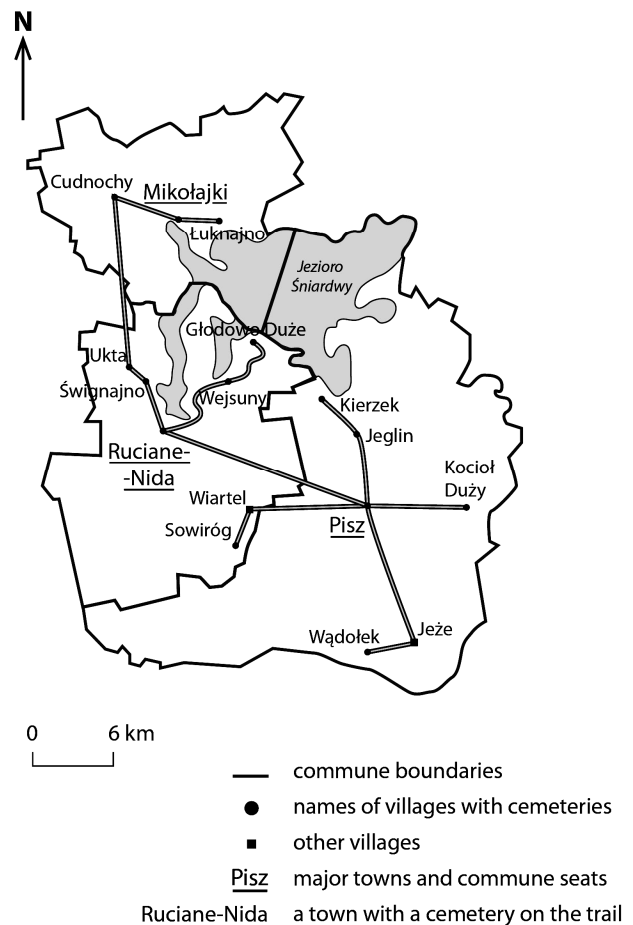 N
Cudnochy
Mikołajki
Łuknajno
Jezioro
Śniardwy
Głodowo Duże
Ukta
Śwignajno
Wejsuny
Kierzek
Jeglin
Ruciane-
-Nida
Kocioł
Duży
Wiartel
Pisz
Sowiróg
Jeże
Wądołek
0 6 km
commune boundaries
names of villages with cemeteries
other villages
Pisz major towns and commune seats
Ruciane-Nida a town with a cemetery on the trail